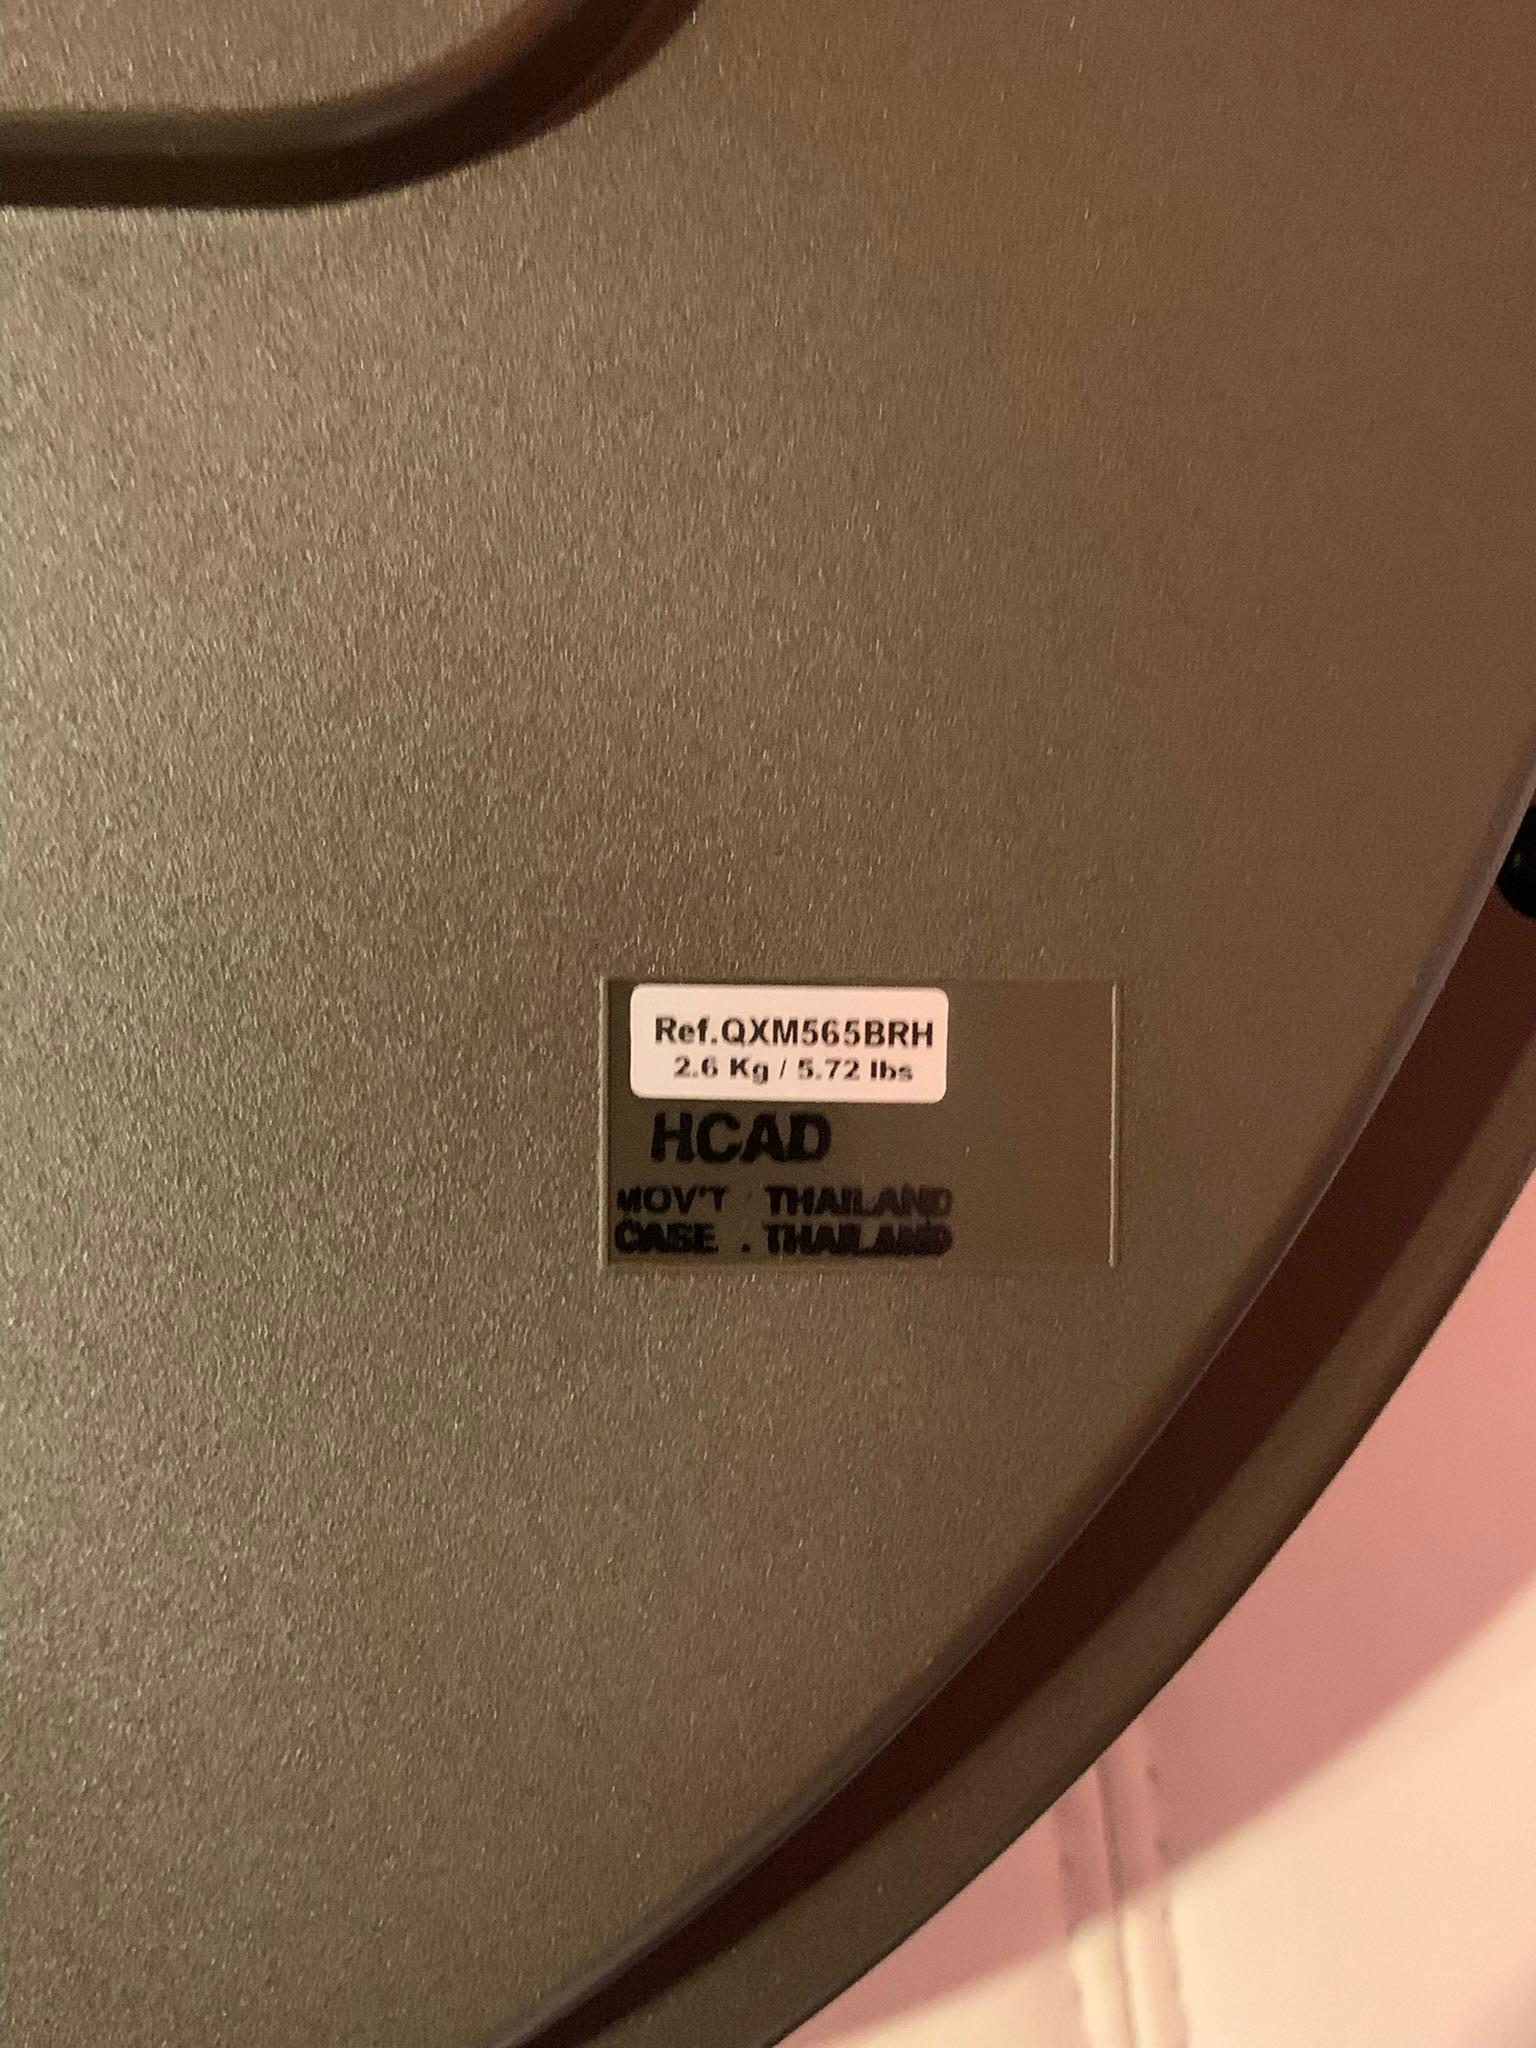 Ref.QXM565BRH
2.6 Kg / 5.72 lbs
HCAD
MOV'T : THAILAND
CASE : THAILAND